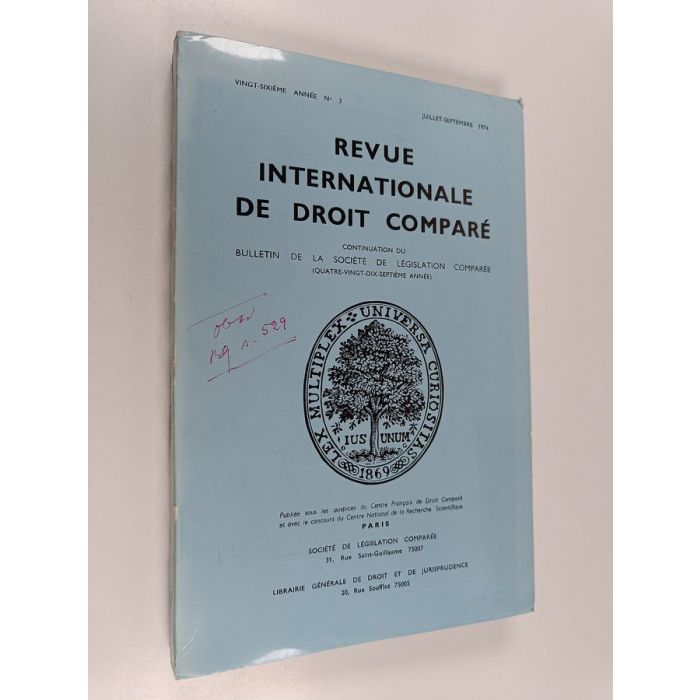 VINGT-SIXIÈME ANNÉE N° 3
JUILLET-SEPTEMBRE 1974
REVUE
INTERNATIONALE
DE DROIT COMPARÉ
CONTINUATION DU
BULLETIN DE LA SOCIÉTÉ DE LÉGISLATION COMPARÉE
(QUATRE-VINGT-DIX-SEPTIÈME ANNÉE)
529
LEX MULTIPLEX UNIVERSA CURIOSITAS
IUS UNUM
1869
Publiée sous les auspices du Centre Français de Droit Comparé
et avec le concours du Centre National de la Recherche Scientifique
PARIS
SOCIÉTÉ DE LÉGISLATION COMPARÉE
31, Rue Saint-Guillaume 75007
LIBRAIRIE GÉNÉRALE DE DROIT ET DE JURISPRUDENCE
20, Rue Soufflot 75005